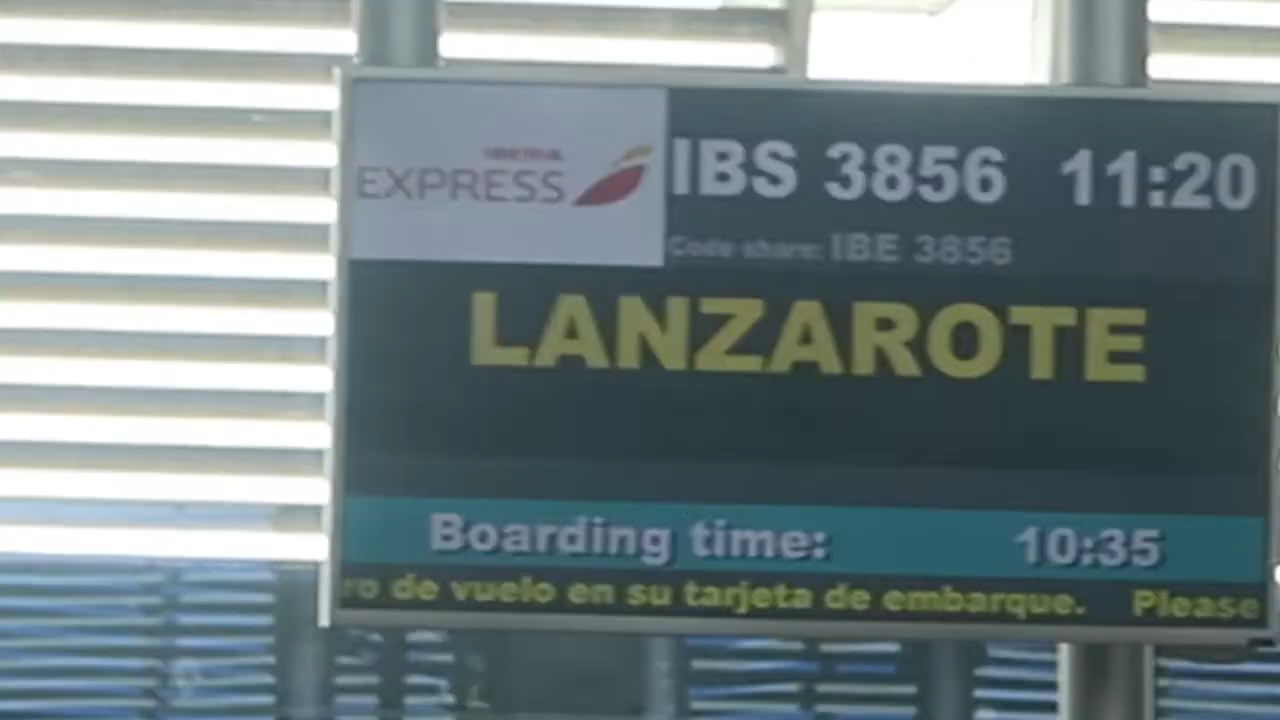 IBERIA
EXPRESS
IBS 3856 11:20
Code share: IBE 3856
LANZAROTE
Boarding time: 10:35
ro de vuelo en su tarjeta de embarque. Please